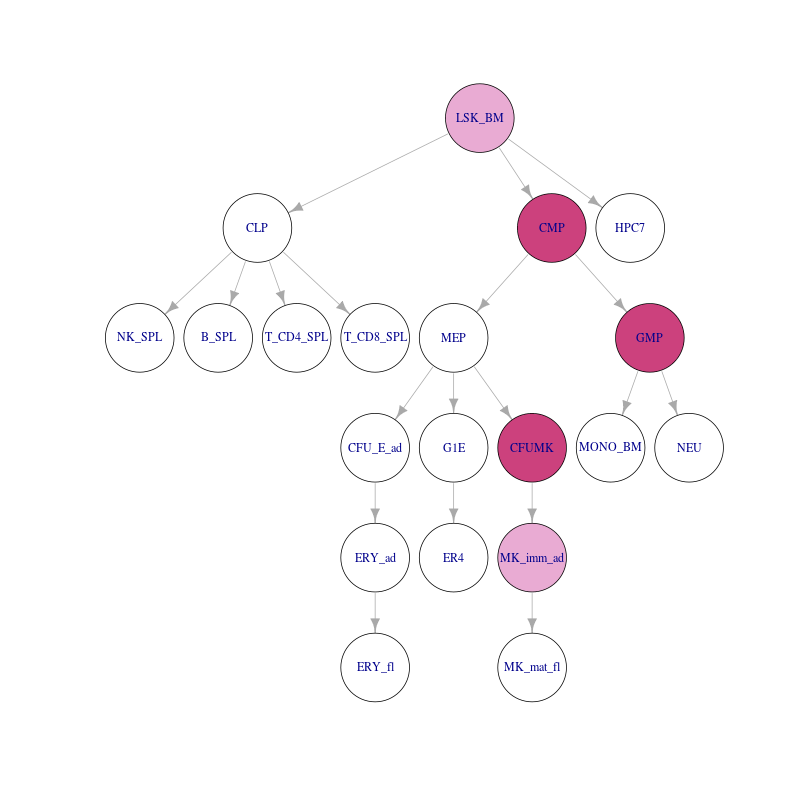 LSK_BM
CLP
CMP
HPC7
NK_SPL
B_SPL
T_CD4_SPL
T_CD8_SPL
MEP
GMP
CFU_E_ad
G1E
CFUMK
MONO_BM
NEU
ERY_ad
ER4
MK_imm_ad
ERY_fl
MK_mat_fl